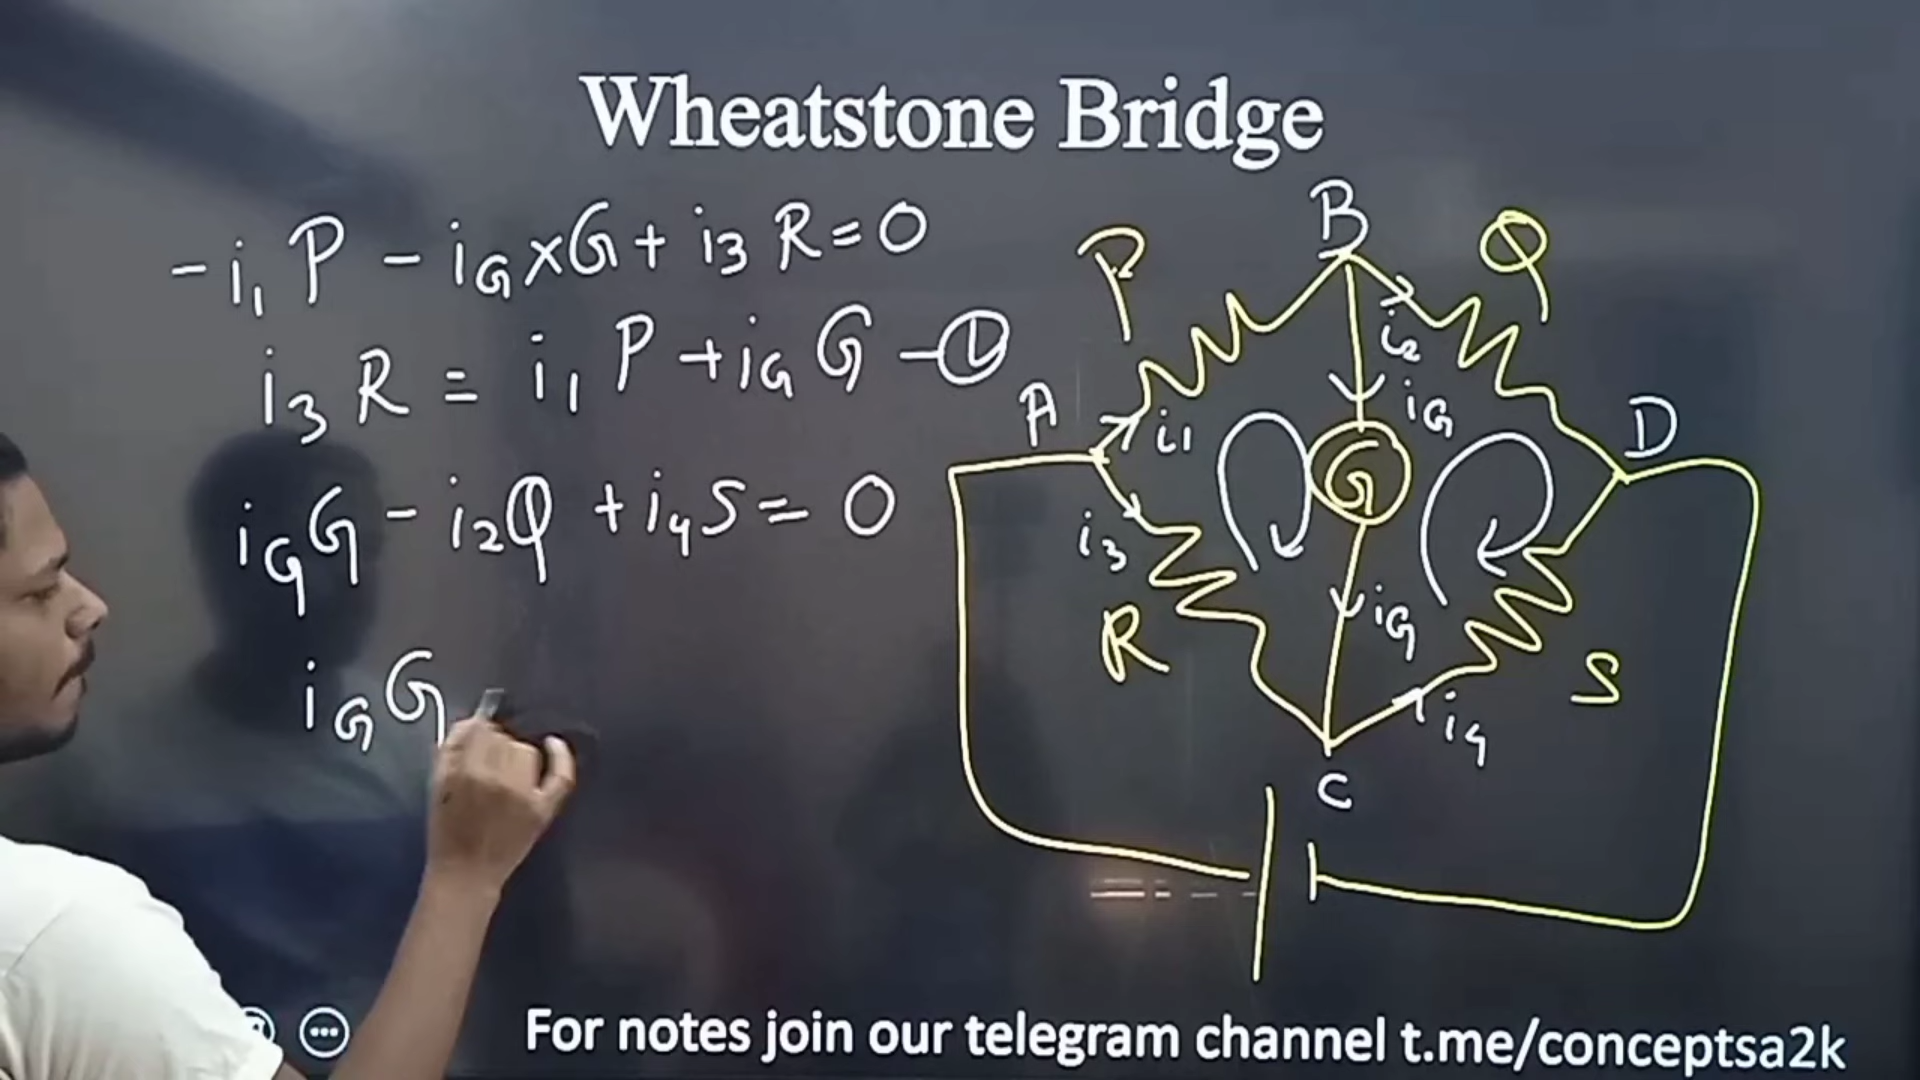 Wheatstone Bridge
-i₁P - i_G×G + i₃R = 0
i₃R = i₁P + i_G G - ①
i_G G - i₂Q + i₄S = 0
i_G G
B
P
Q
i₂
A
i₁
i_G
D
G
i₃
R
i_G
S
i₄
C
For notes join our telegram channel t.me/conceptsa2k